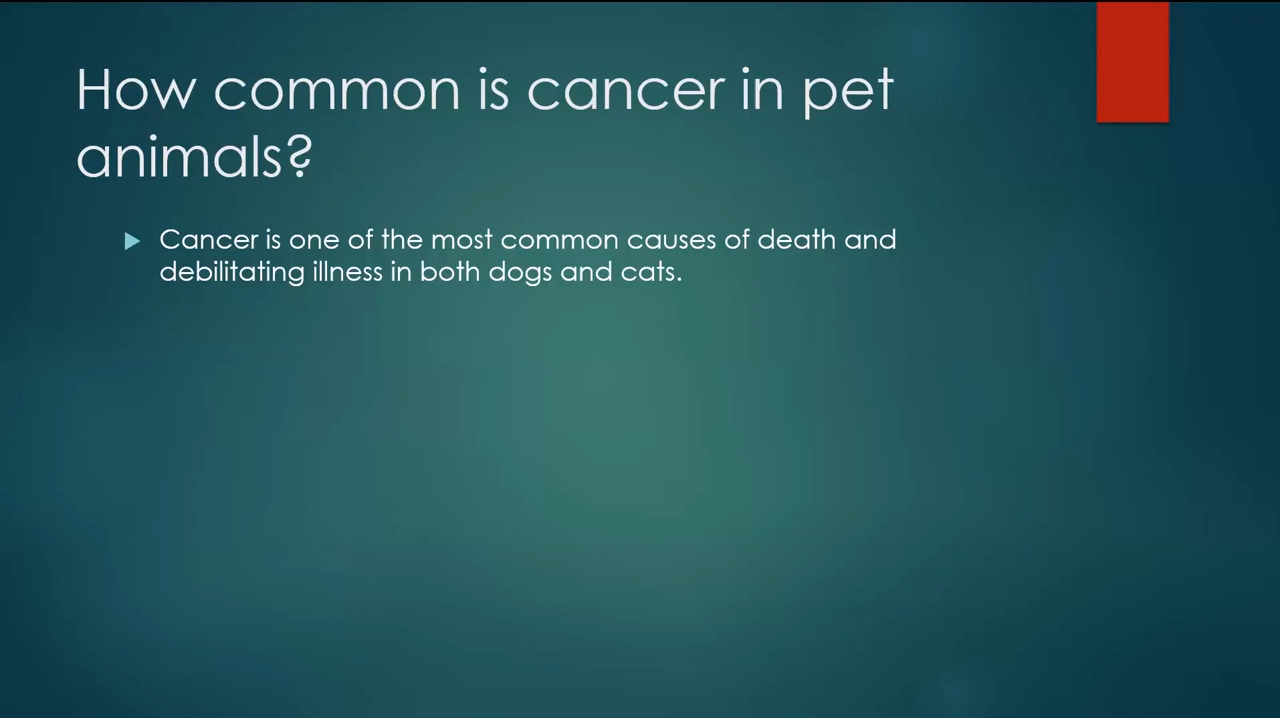 How common is cancer in pet
animals?
Cancer is one of the most common causes of death and
debilitating illness in both dogs and cats.